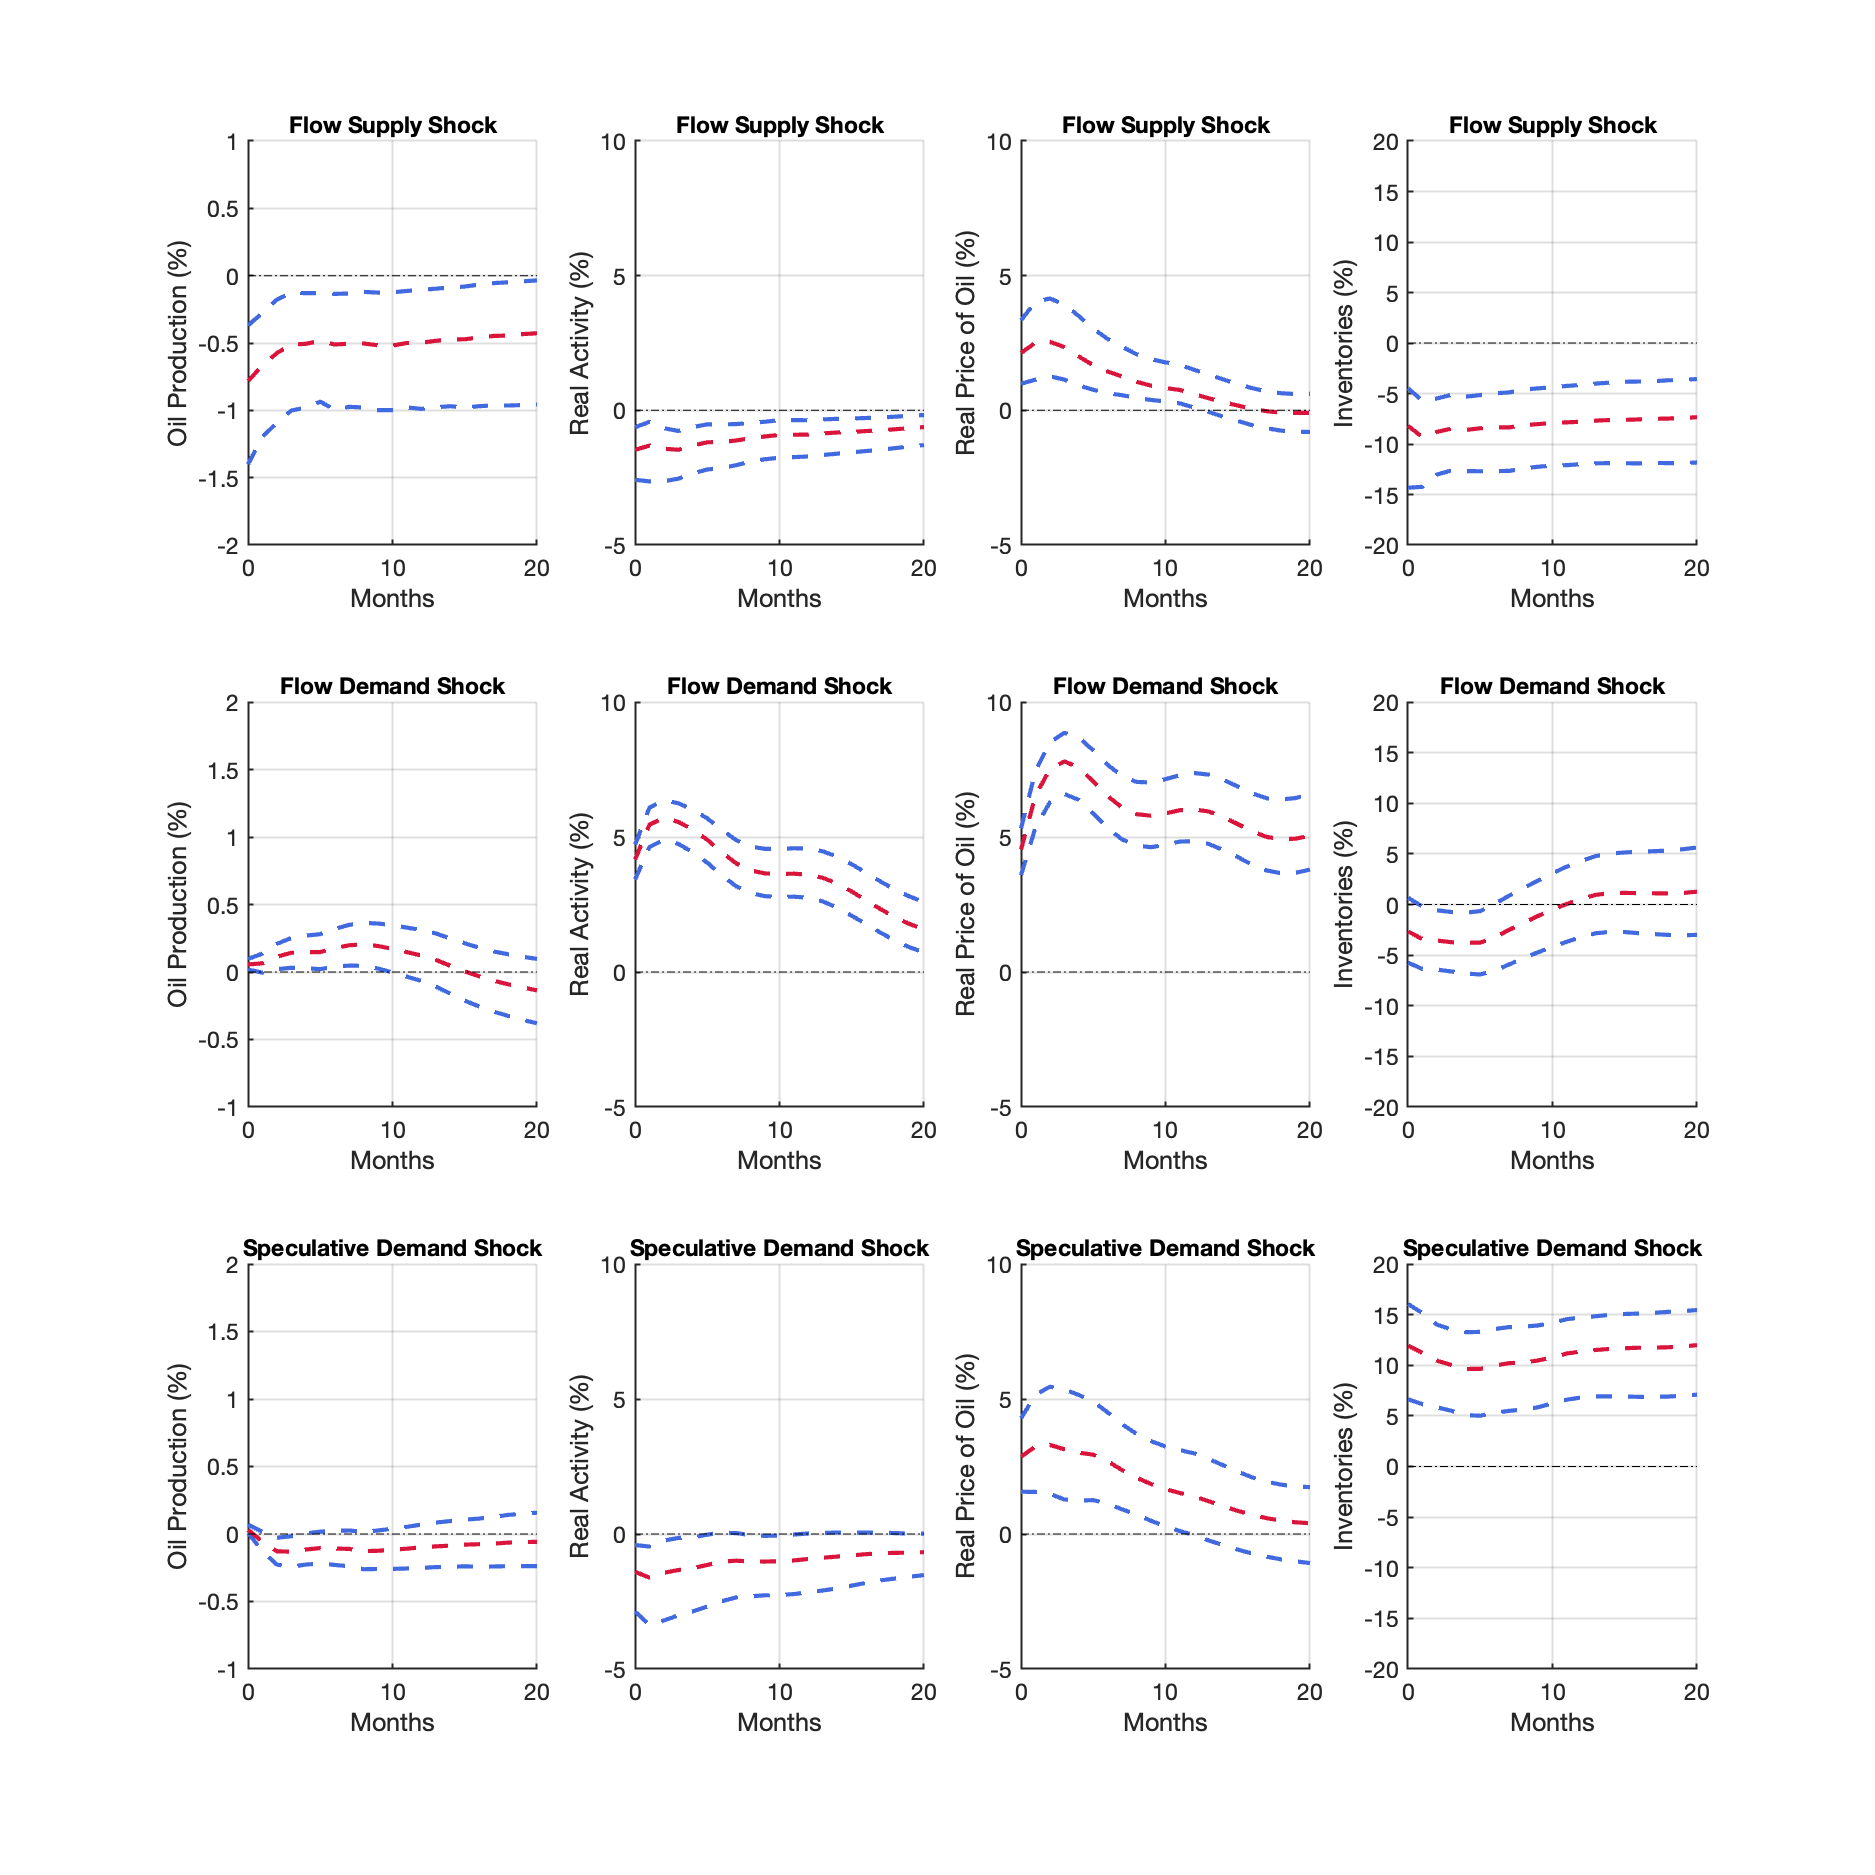 Flow Supply Shock
Oil Production (%)
1
0.5
0
-0.5
-1
-1.5
-2
0 10 20
Months
Flow Supply Shock
Real Activity (%)
10
5
0
-5
0 10 20
Months
Flow Supply Shock
Real Price of Oil (%)
10
5
0
-5
0 10 20
Months
Flow Supply Shock
Inventories (%)
20
15
10
5
0
-5
-10
-15
-20
0 10 20
Months
Flow Demand Shock
Oil Production (%)
2
1.5
1
0.5
0
-0.5
-1
0 10 20
Months
Flow Demand Shock
Real Activity (%)
10
5
0
-5
0 10 20
Months
Flow Demand Shock
Real Price of Oil (%)
10
5
0
-5
0 10 20
Months
Flow Demand Shock
Inventories (%)
20
15
10
5
0
-5
-10
-15
-20
0 10 20
Months
Speculative Demand Shock
Oil Production (%)
2
1.5
1
0.5
0
-0.5
-1
0 10 20
Months
Speculative Demand Shock
Real Activity (%)
10
5
0
-5
0 10 20
Months
Speculative Demand Shock
Real Price of Oil (%)
10
5
0
-5
0 10 20
Months
Speculative Demand Shock
Inventories (%)
20
15
10
5
0
-5
-10
-15
-20
0 10 20
Months